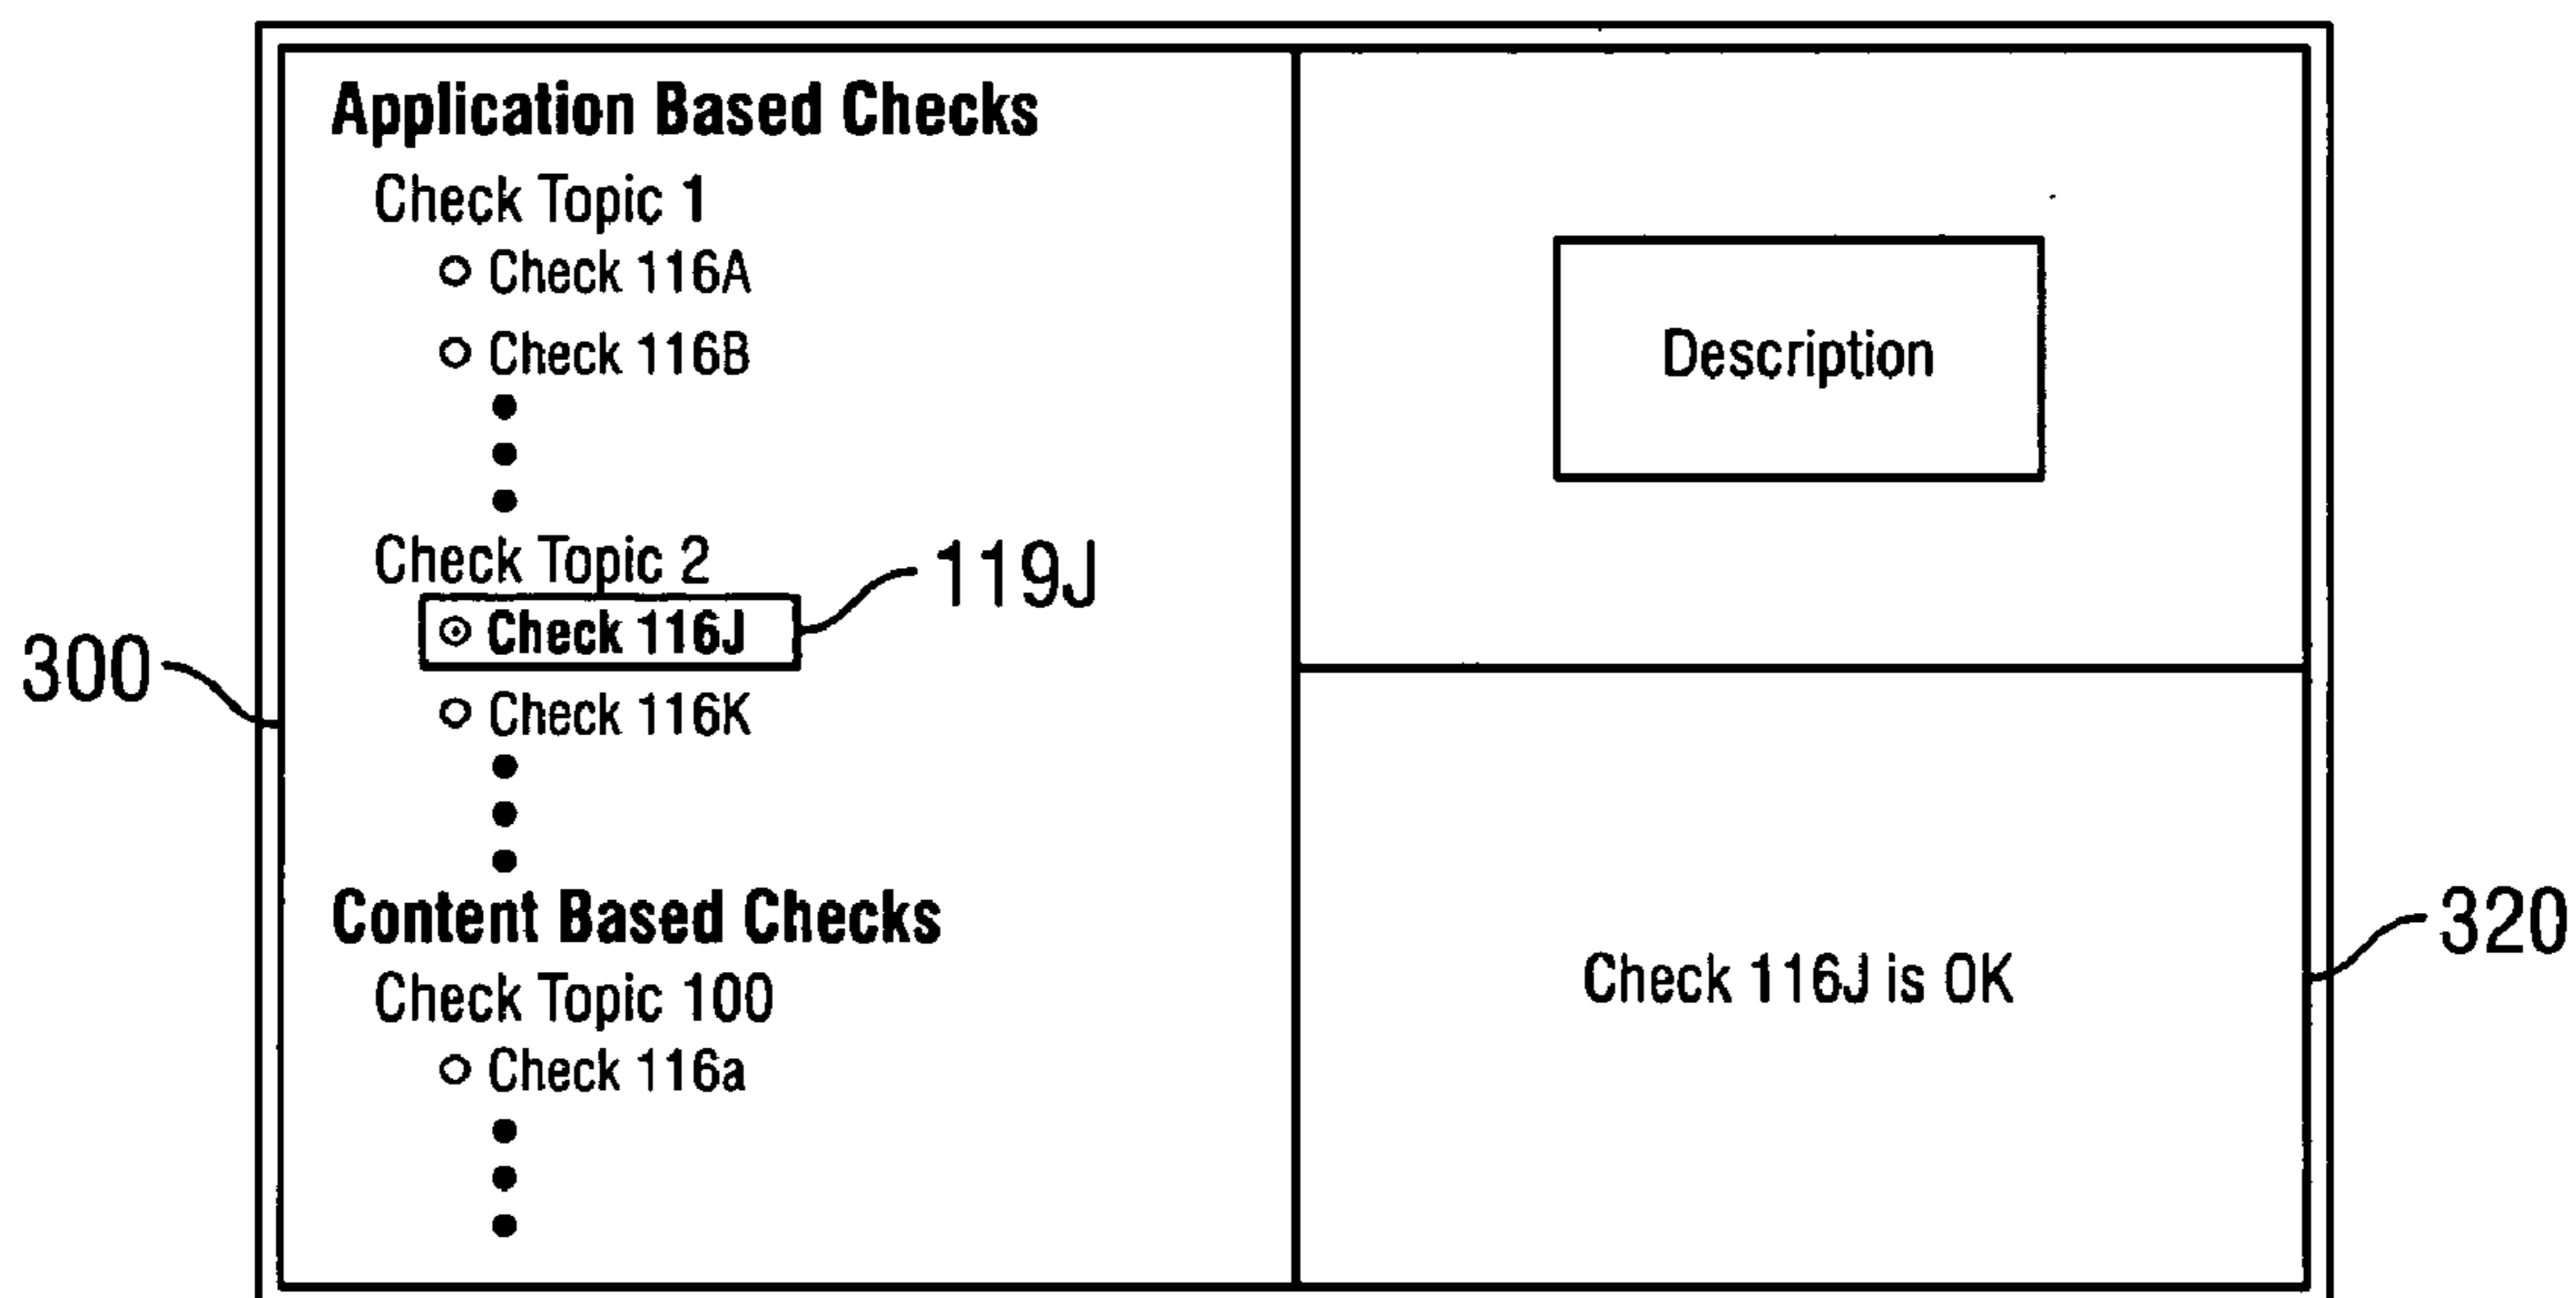 Application Based Checks
Check Topic 1
Check 116A
Check 116B
Check Topic 2
Check 116J
119J
Check 116K
300
Content Based Checks
Check Topic 100
Check 116a
Description
Check 116J is OK
320